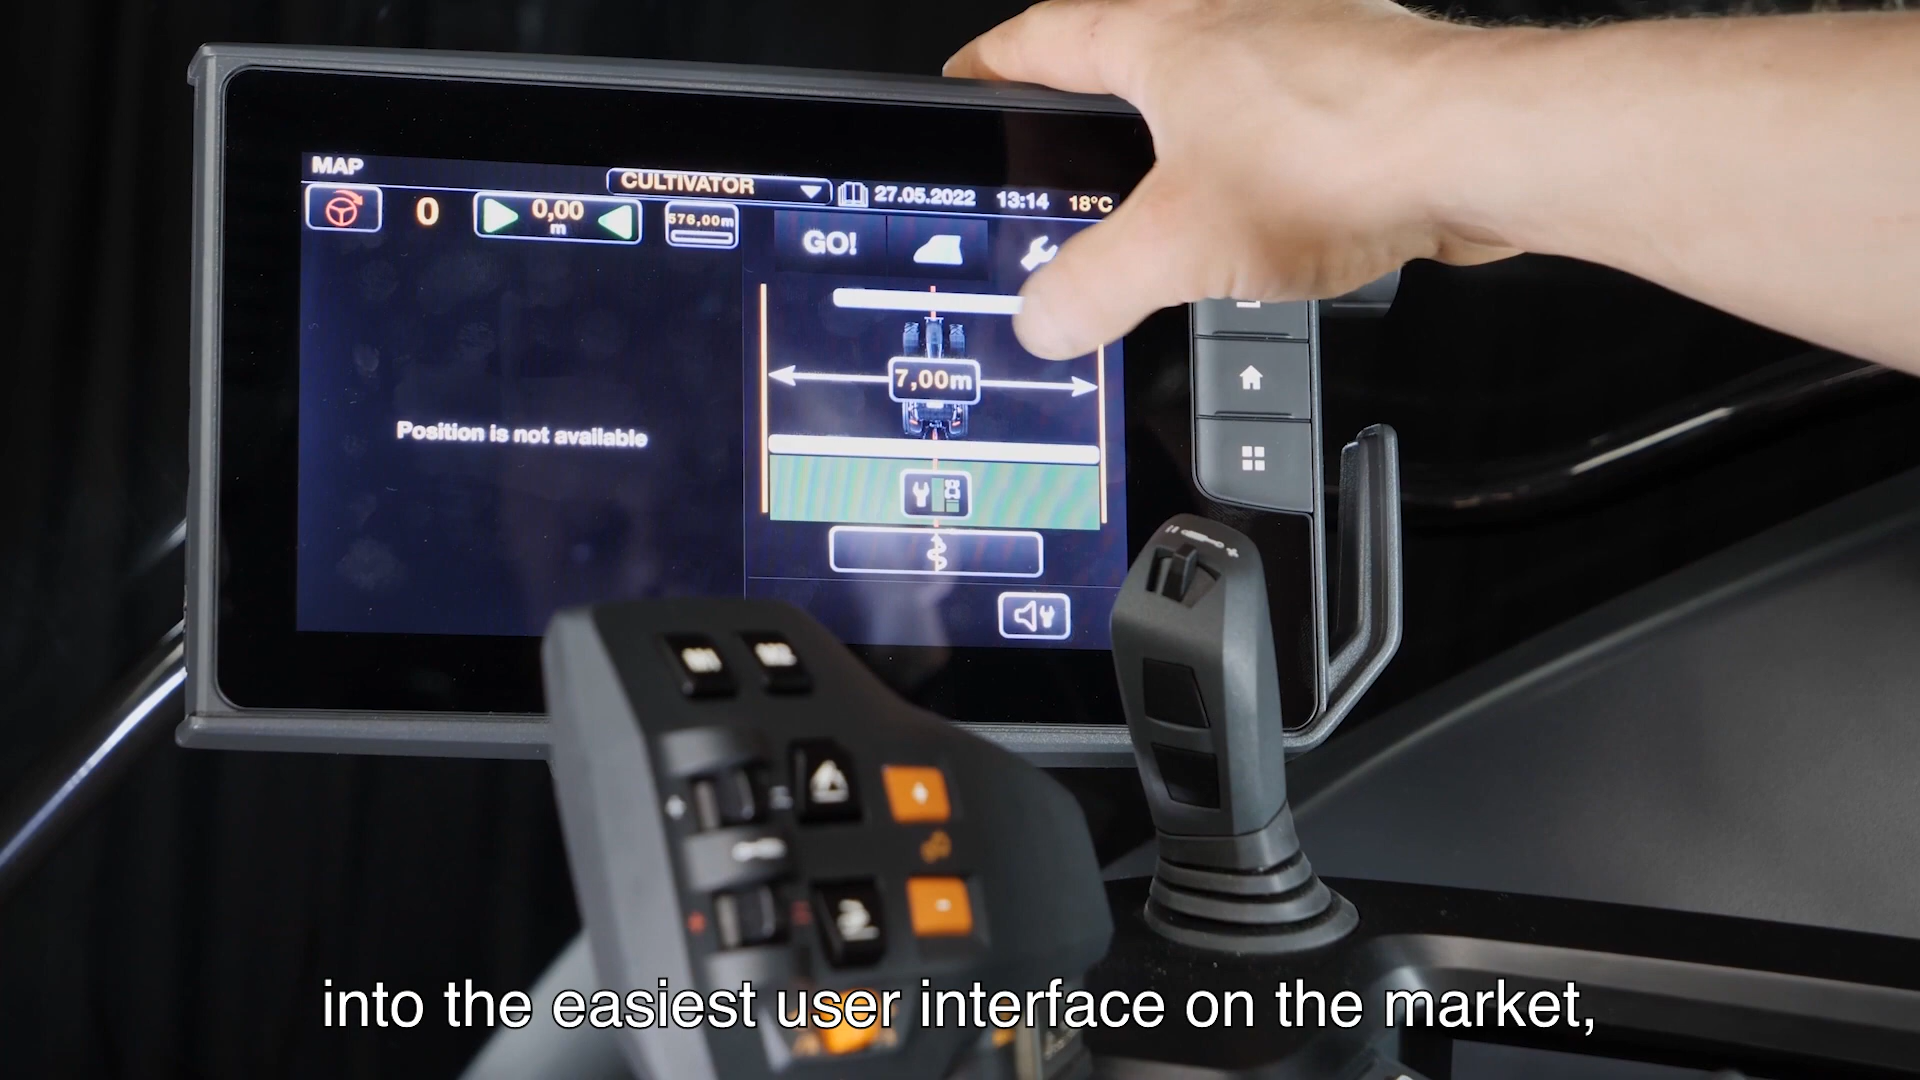 MAP
CULTIVATOR
27.05.2022 13:14 18°C
0
0,00
m
576,00m
GO!
7,00m
Position is not available
into the easiest user interface on the market,